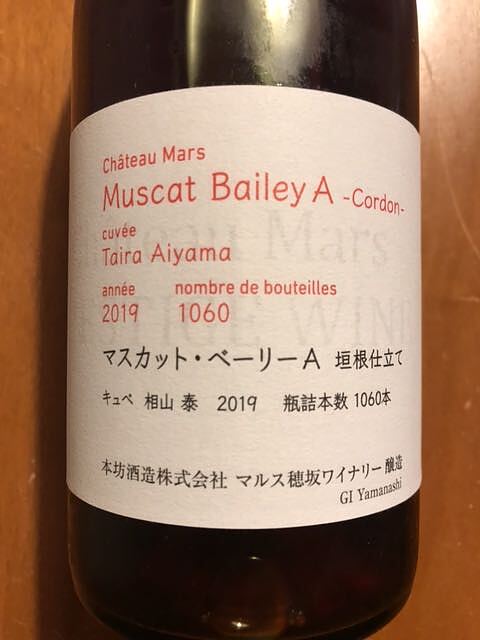 Château Mars
Muscat Bailey A -Cordon-
cuvée
Taira Aiyama
année nombre de bouteilles
2019 1060
マスカット・ベーリーA 垣根仕立て
キュベ 相山 泰 2019 瓶詰本数 1060本
本坊酒造株式会社 マルス穂坂ワイナリー醸造
GI Yamanashi